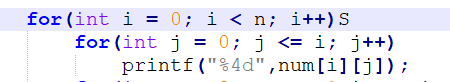 for(int i = 0; i < n; i++)S
for(int j = 0; j <= i; j++)
printf("%4d",num[i][j]);